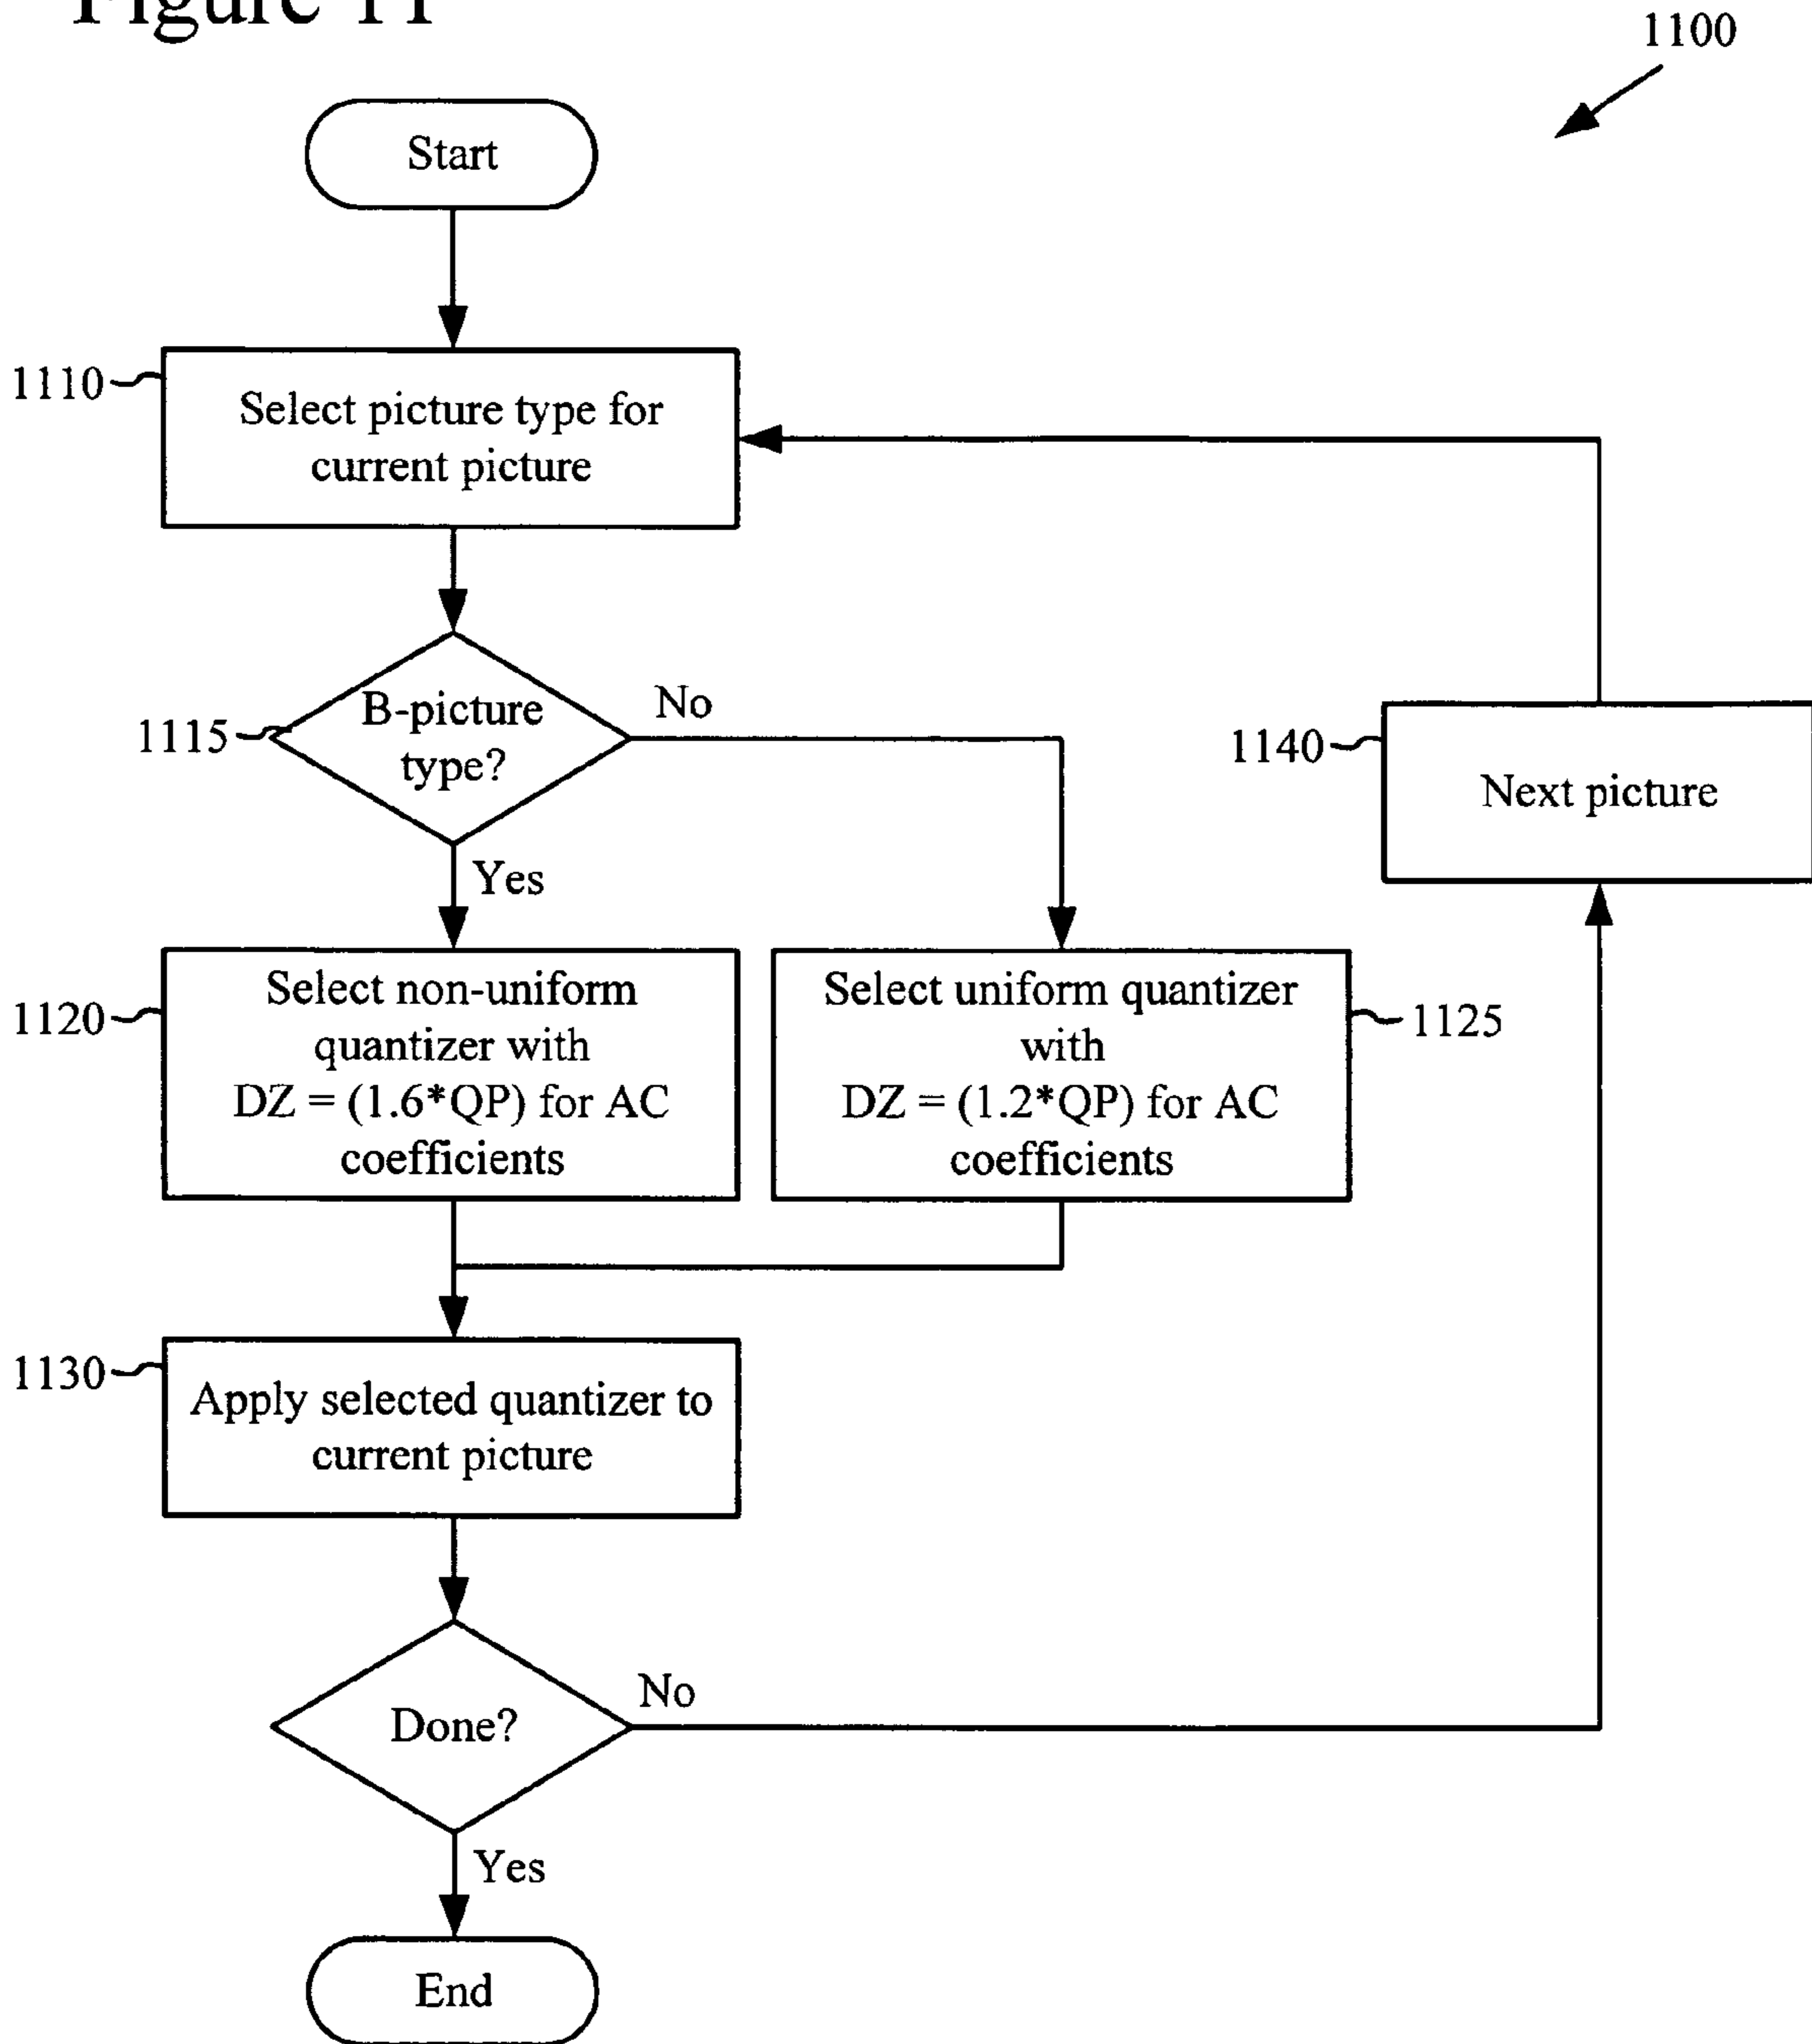 Figure 11
1100
Start
1110
Select picture type for
current picture
1115
B-picture
type?
No
Yes
1140
Next picture
1120
Select non-uniform
quantizer with
DZ = (1.6*QP) for AC
coefficients
Select uniform quantizer
with
DZ = (1.2*QP) for AC
coefficients
1125
1130
Apply selected quantizer to
current picture
Done?
No
Yes
End